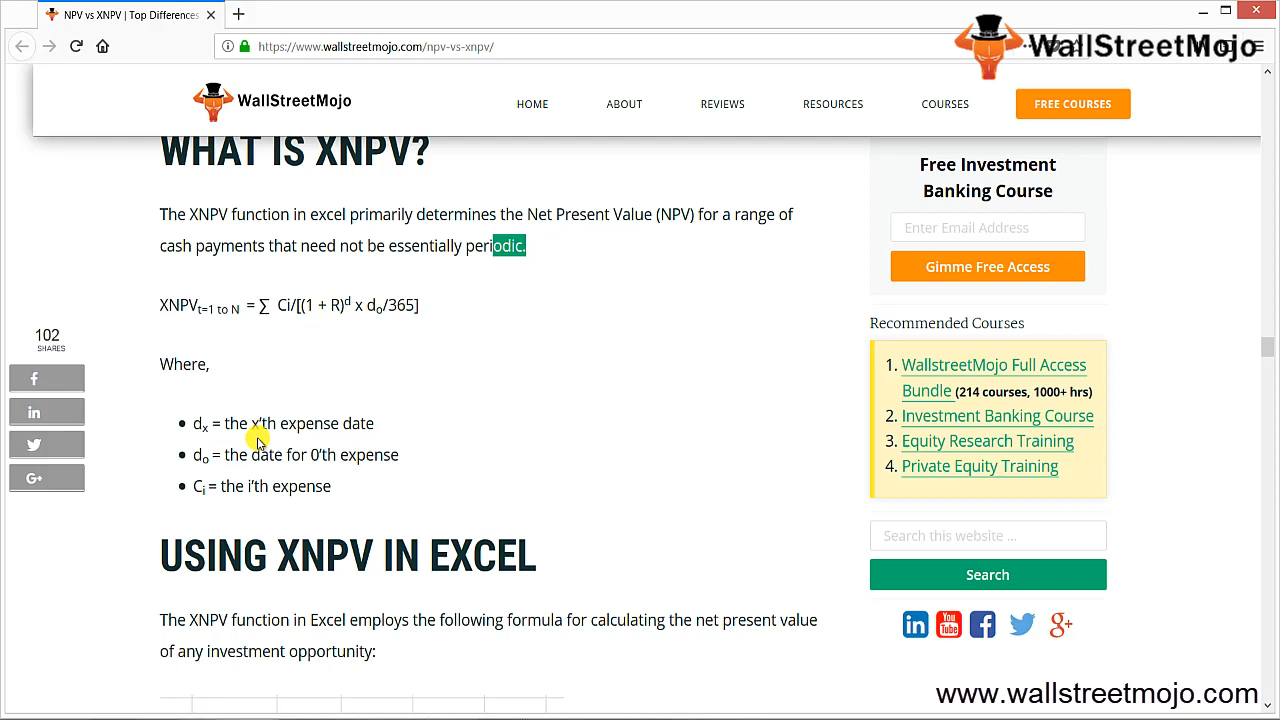 NPV vs XNPV | Top Differences
https://www.wallstreetmojo.com/npv-vs-xnpv/
WallStreetMojo
WallStreetMojo
HOME
ABOUT
REVIEWS
RESOURCES
COURSES
FREE COURSES
WHAT IS XNPV?
The XNPV function in excel primarily determines the Net Present Value (NPV) for a range of
cash payments that need not be essentially periodic.
XNPVt=1 to N = ∑ Ci/[(1 + R)d x do/365]
Where,
• dx = the x'th expense date
• do = the date for 0'th expense
• Ci = the i'th expense
USING XNPV IN EXCEL
The XNPV function in Excel employs the following formula for calculating the net present value
of any investment opportunity:
102
SHARES
Free Investment
Banking Course
Enter Email Address
Gimme Free Access
Recommended Courses
1. WallstreetMojo Full Access
Bundle (214 courses, 1000+ hrs)
2. Investment Banking Course
3. Equity Research Training
4. Private Equity Training
Search this website ...
Search
www.wallstreetmojo.com